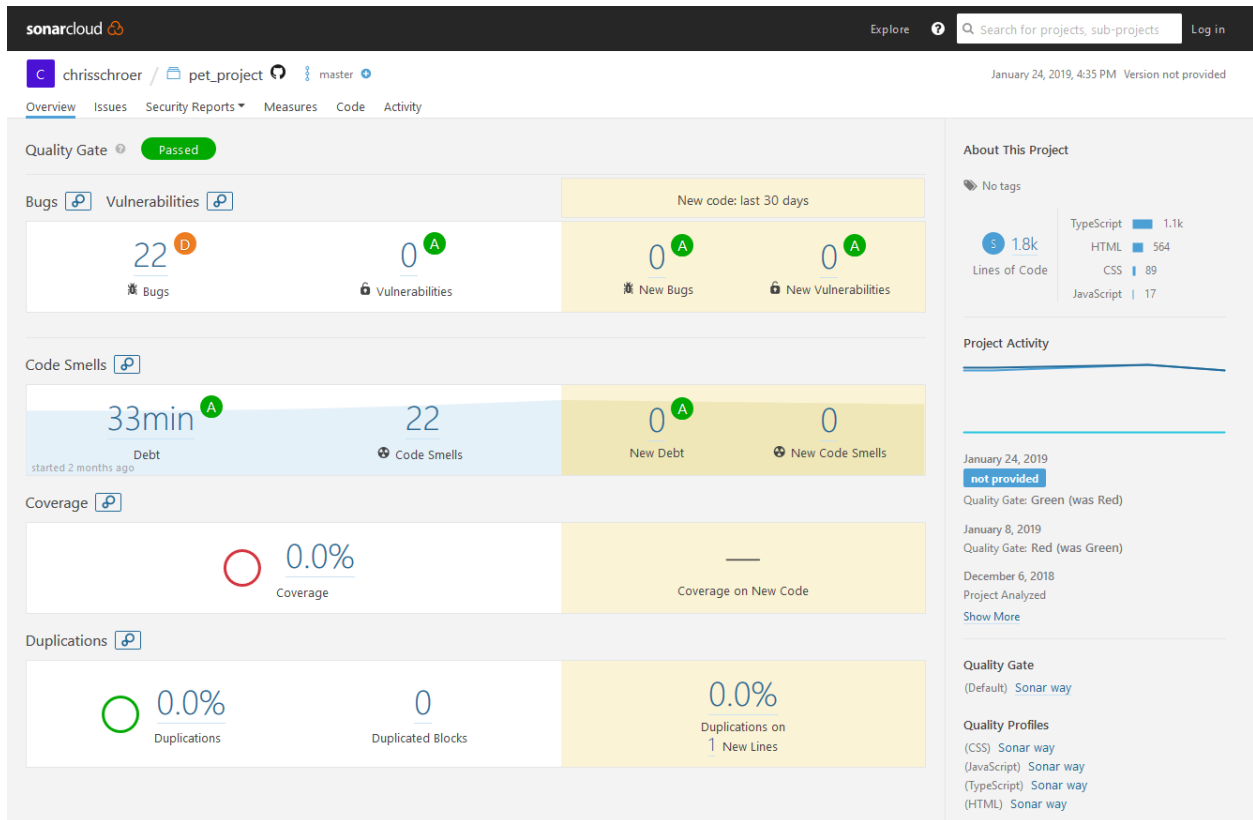 sonarcloud
Explore ? Search for projects, sub-projects Log in
C chrisschroer / pet_project master
January 24, 2019, 4:35 PM Version not provided
Overview Issues Security Reports Measures Code Activity
Quality Gate ? Passed
Bugs Vulnerabilities
New code: last 30 days
22 D
Bugs
0 A
Vulnerabilities
0 A
New Bugs
0 A
New Vulnerabilities
Code Smells
33min A
Debt
started 2 months ago
22
Code Smells
0 A
New Debt
0
New Code Smells
Coverage
0.0%
Coverage
—
Coverage on New Code
Duplications
0.0%
Duplications
0
Duplicated Blocks
0.0%
Duplications on
1 New Lines
About This Project
No tags
S 1.8k
Lines of Code
TypeScript 1.1k
HTML 564
CSS 89
JavaScript 17
Project Activity
January 24, 2019
not provided
Quality Gate: Green (was Red)
January 8, 2019
Quality Gate: Red (was Green)
December 6, 2018
Project Analyzed
Show More
Quality Gate
(Default) Sonar way
Quality Profiles
(CSS) Sonar way
(JavaScript) Sonar way
(TypeScript) Sonar way
(HTML) Sonar way